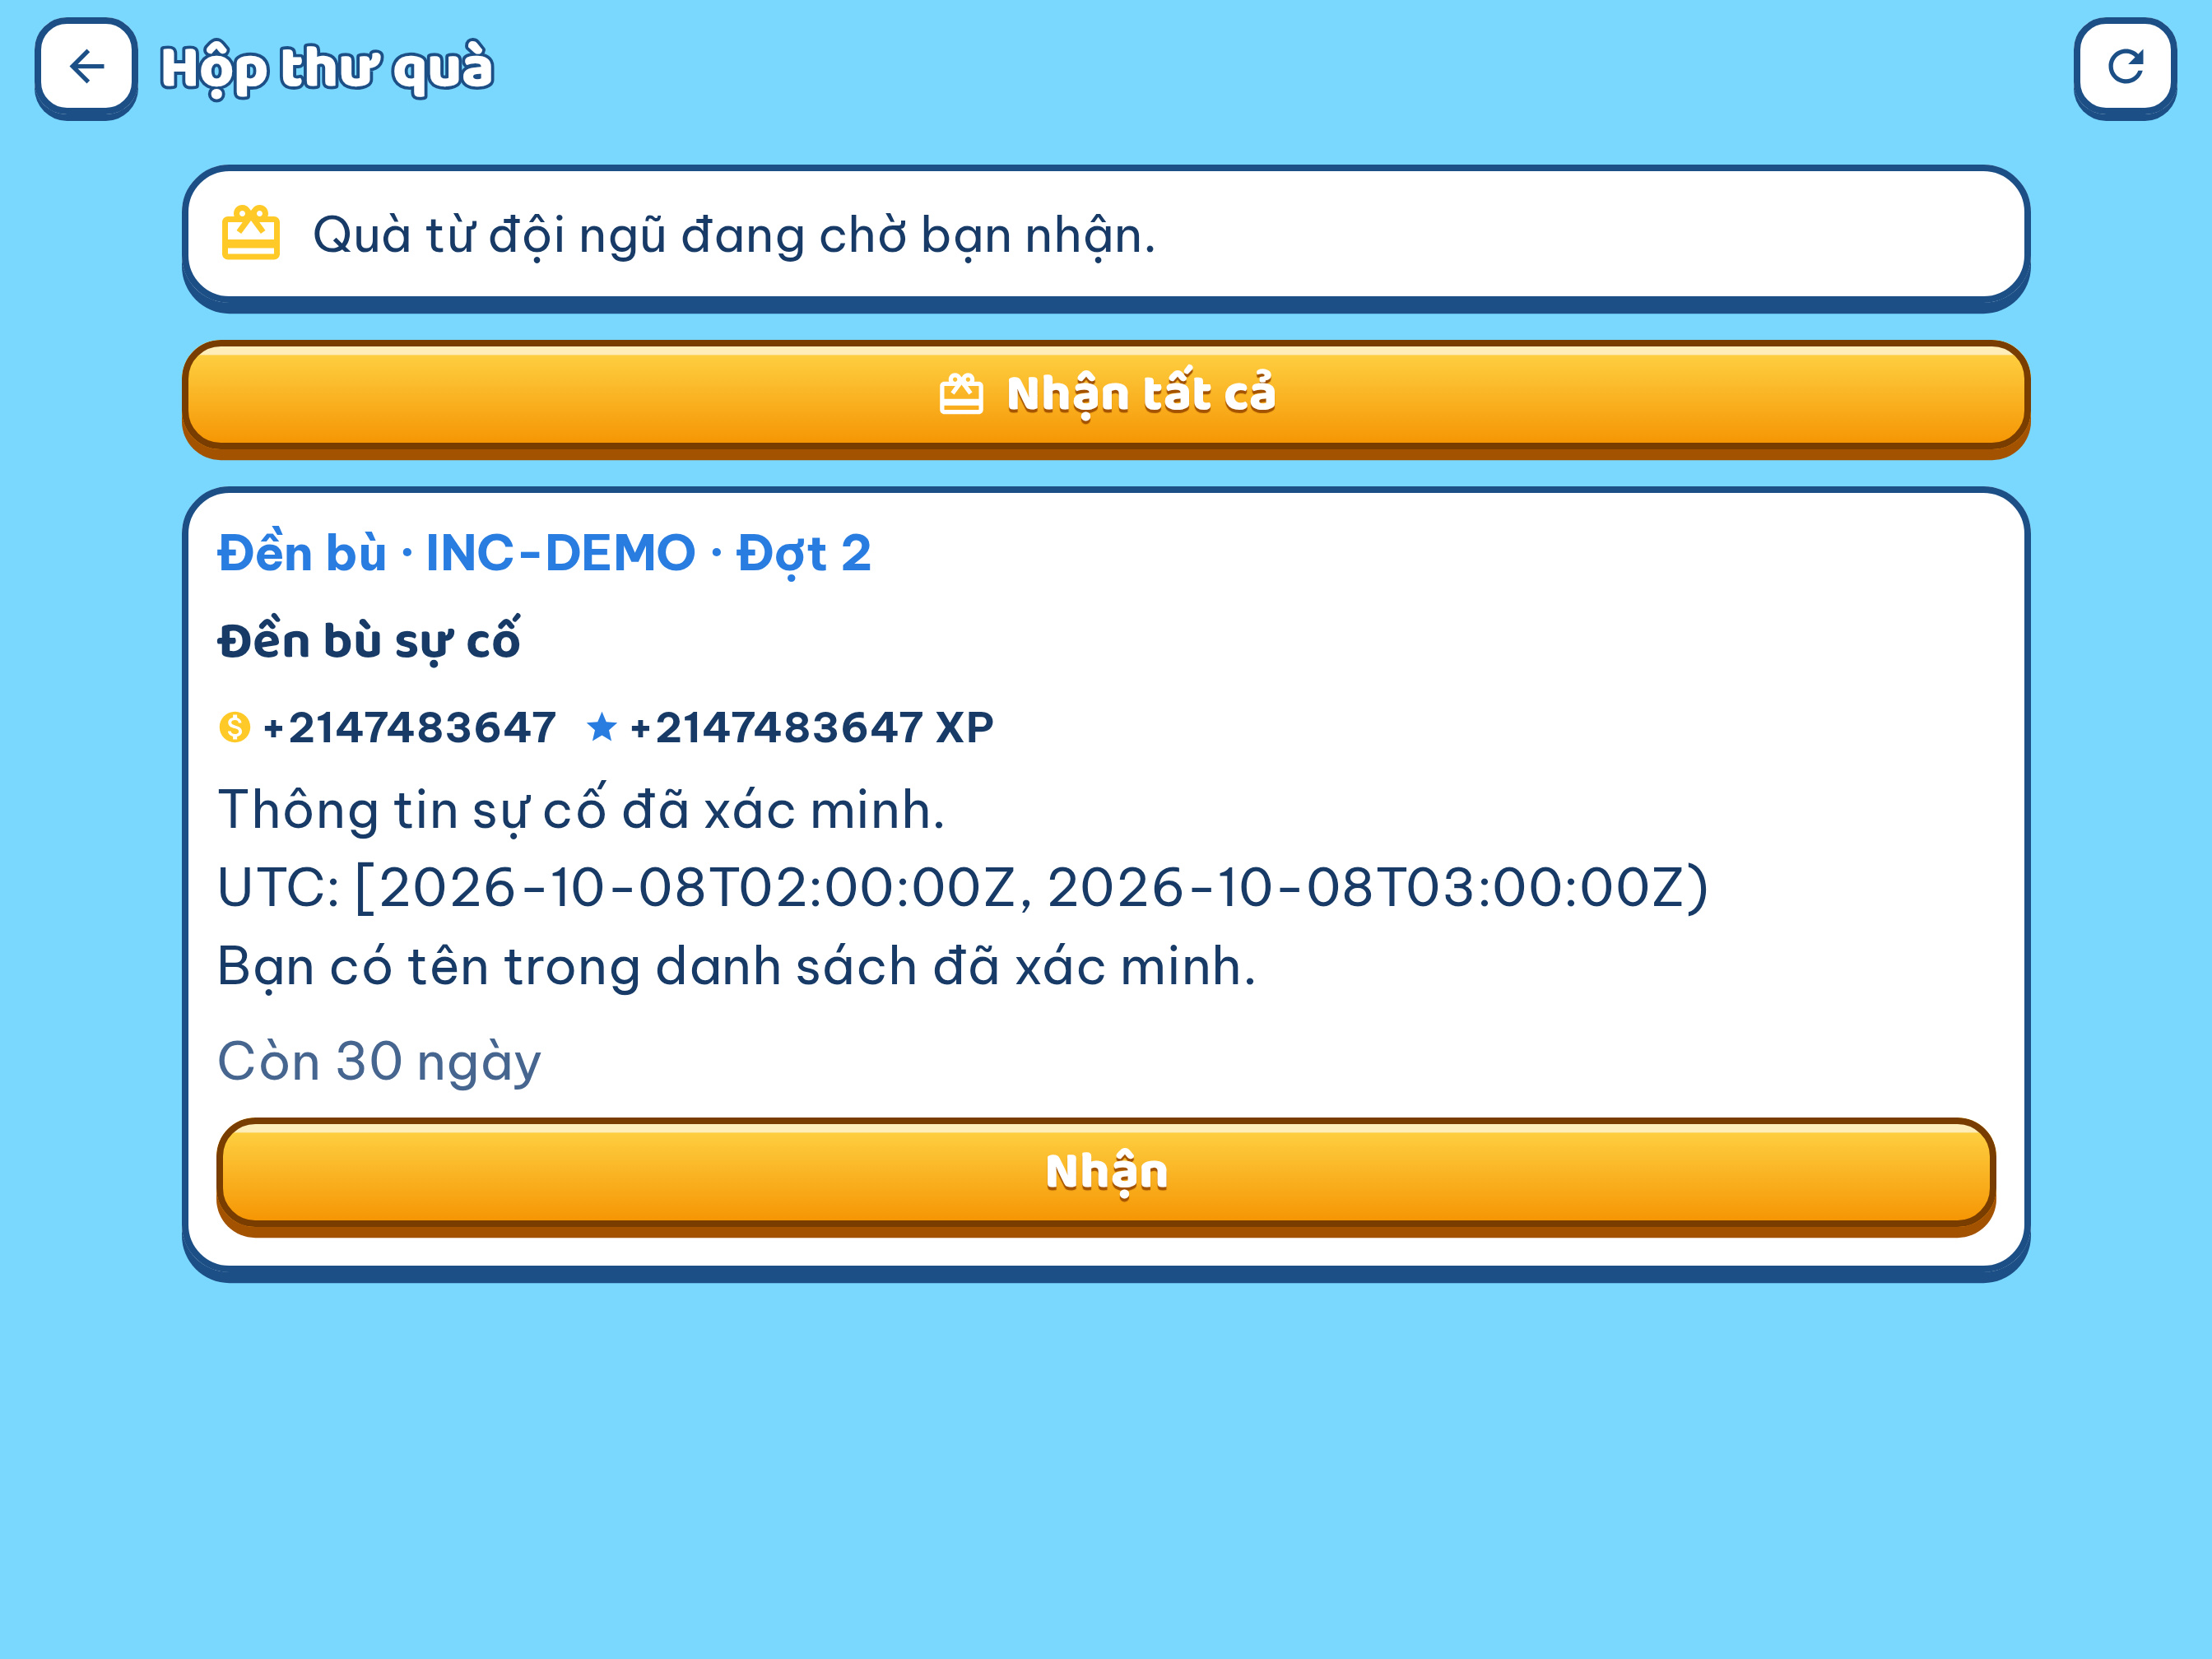 Hộp thư quà
Quà từ đội ngũ đang chờ bạn nhận.
Nhận tất cả
Đền bù · INC-DEMO · Đợt 2
Đền bù sự cố
+2147483647 +2147483647 XP
Thông tin sự cố đã xác minh.
UTC: [2026-10-08T02:00:00Z, 2026-10-08T03:00:00Z)
Bạn có tên trong danh sách đã xác minh.
Còn 30 ngày
Nhận